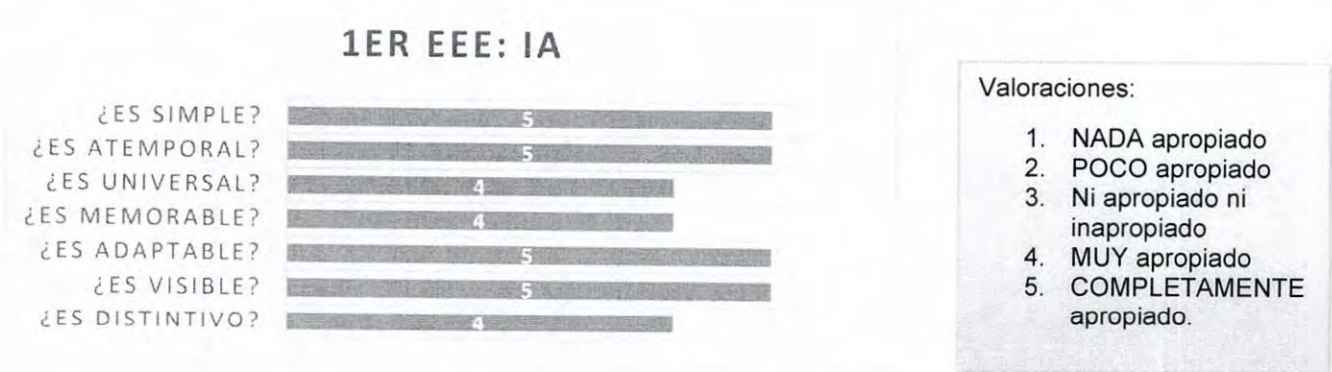 1ER EEE: IA
¿ES SIMPLE? 5
¿ES ATEMPORAL? 5
¿ES UNIVERSAL? 4
¿ES MEMORABLE? 4
¿ES ADAPTABLE? 5
¿ES VISIBLE? 5
¿ES DISTINTIVO? 4
Valoraciones:
1. NADA apropiado
2. POCO apropiado
3. Ni apropiado ni
inapropiado
4. MUY apropiado
5. COMPLETAMENTE
apropiado.